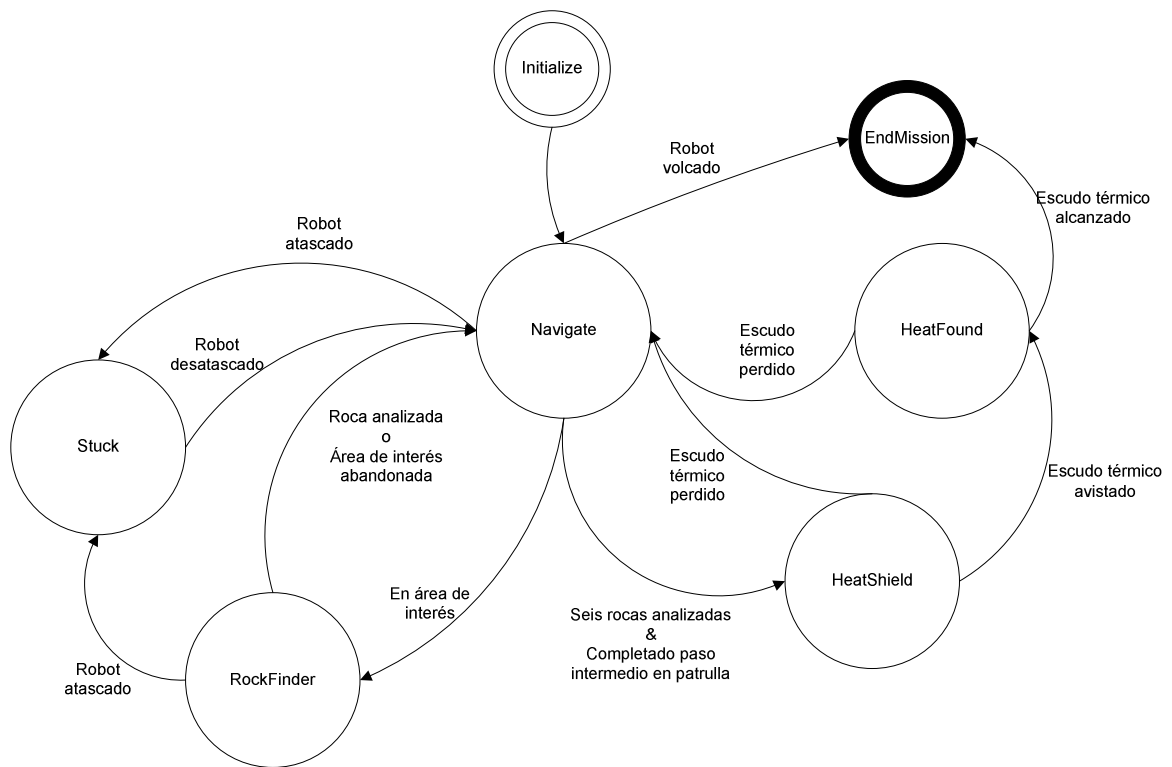 Initialize
EndMission
Robot
volcado
Escudo térmico
alcanzado
Robot
atascado
Navigate
HeatFound
Escudo
térmico
perdido
Robot
desatascado
Roca analizada
o
Área de interés
abandonada
Stuck
Escudo
térmico
perdido
Escudo térmico
avistado
HeatShield
En área de
interés
Seis rocas analizadas
&
Completado paso
intermedio en patrulla
Robot
atascado
RockFinder